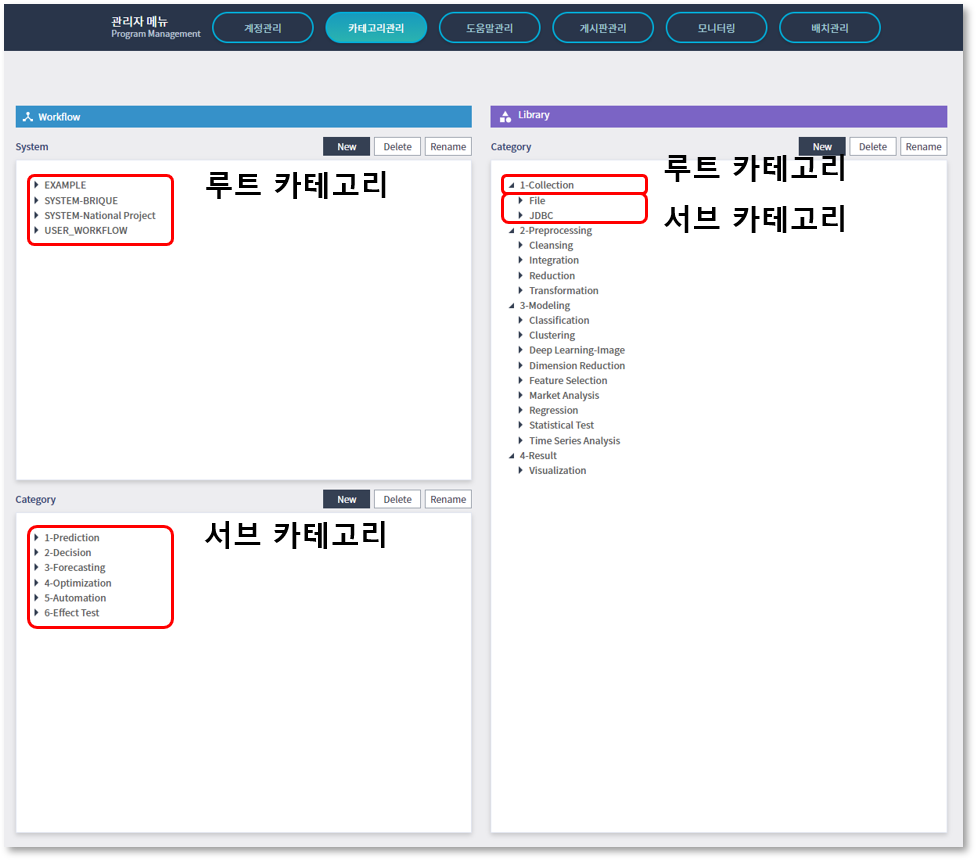 관리자 메뉴
Program Management
계정관리
카테고리관리
도움말관리
게시판관리
모니터링
배치관리
Workflow
System
New
Delete
Rename
EXAMPLE
SYSTEM-BRIQUE
SYSTEM-National Project
USER_WORKFLOW
루트 카테고리
Category
New
Delete
Rename
1-Prediction
2-Decision
3-Forecasting
4-Optimization
5-Automation
6-Effect Test
서브 카테고리
Library
Category
New
Delete
Rename
루트 카테고리
1-Collection
File
JDBC
서브 카테고리
2-Preprocessing
Cleansing
Integration
Reduction
Transformation
3-Modeling
Classification
Clustering
Deep Learning-Image
Dimension Reduction
Feature Selection
Market Analysis
Regression
Statistical Test
Time Series Analysis
4-Result
Visualization